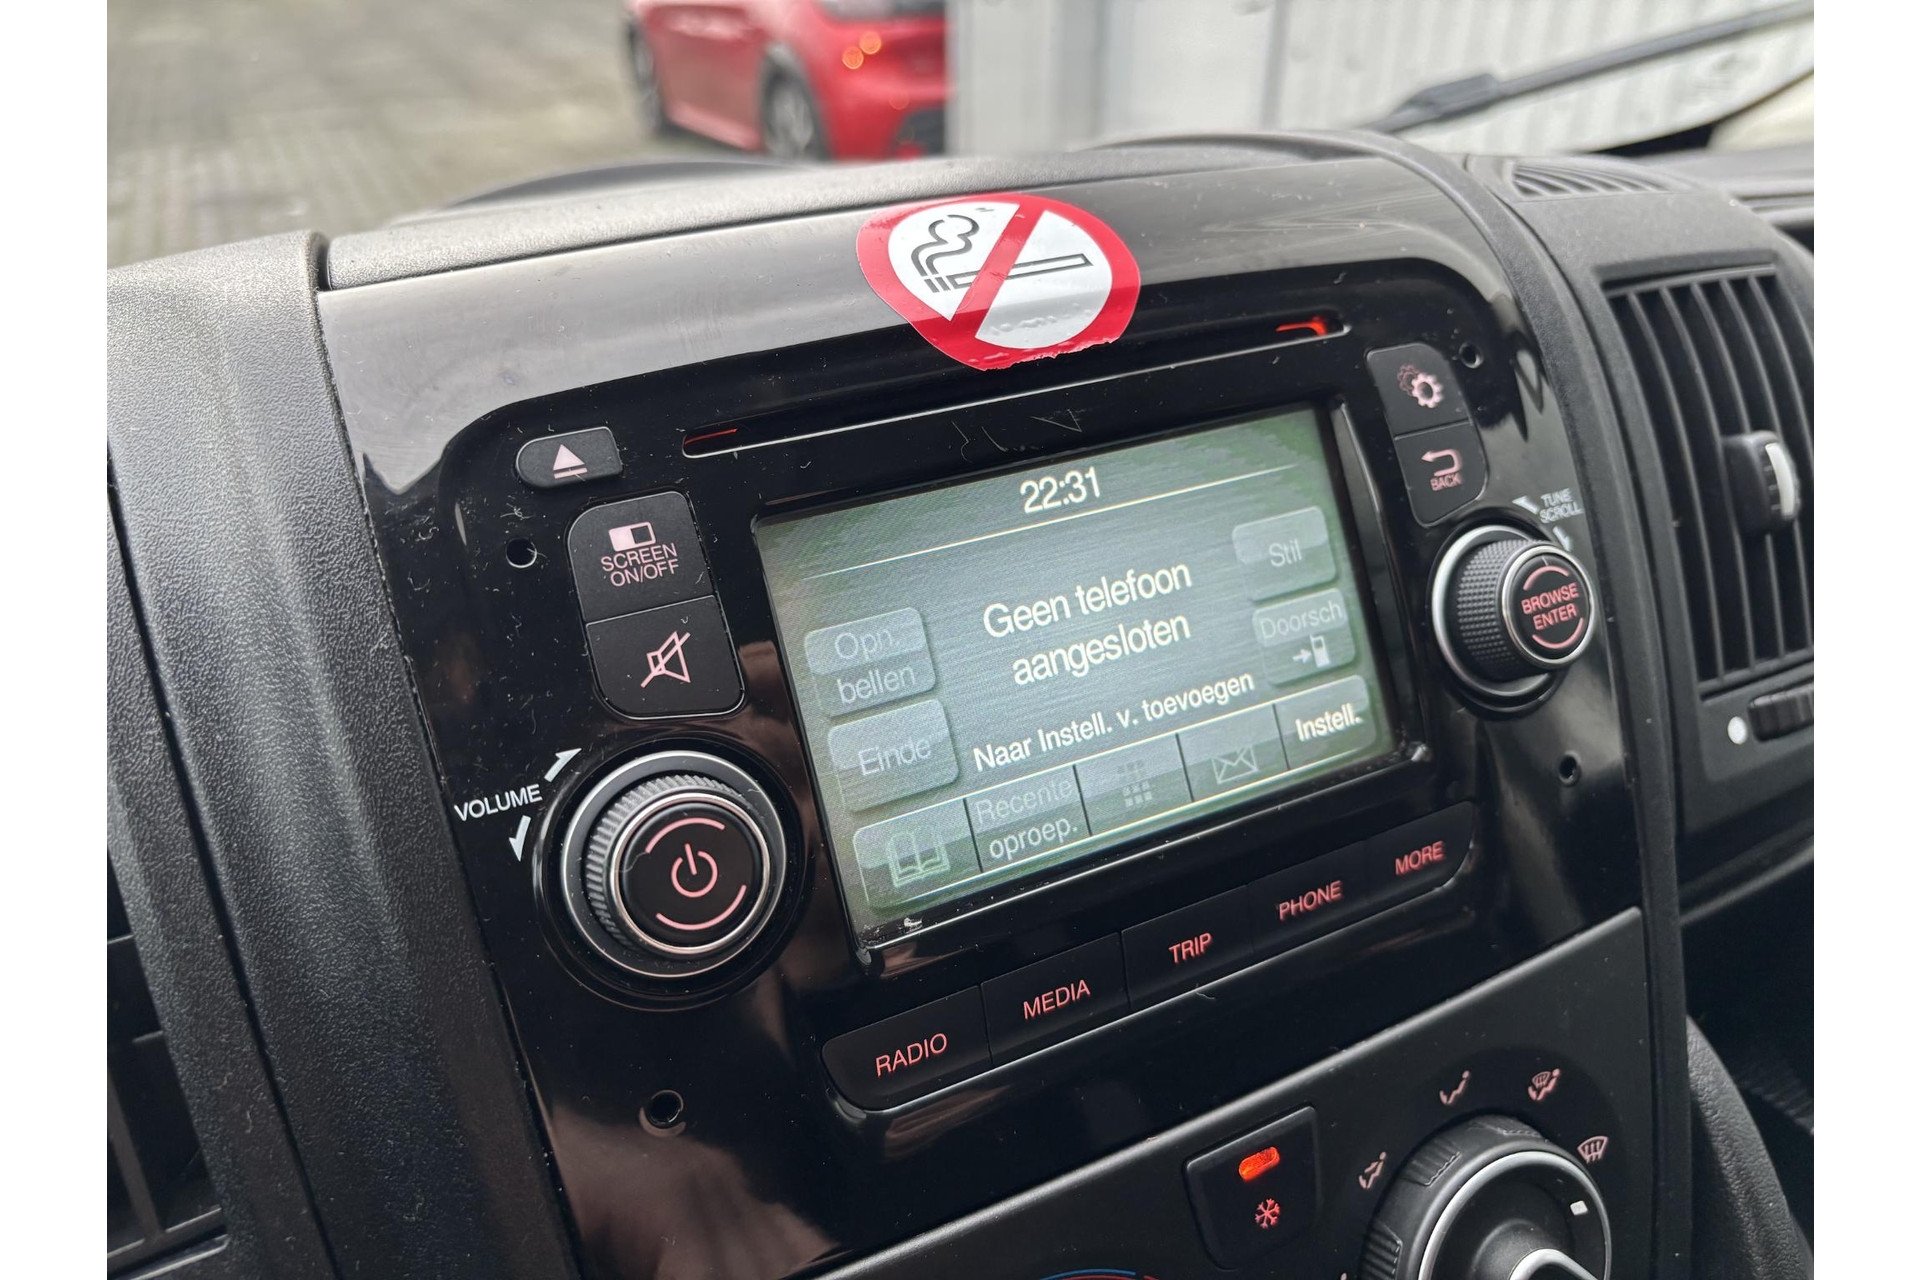 22:31
Geen telefoon
aangesloten
Naar Instell. v. toevoegen
Opn.
bellen
Einde
Stil
Doorsch
Recente
oproep.
Instell.
SCREEN
ON/OFF
VOLUME
BACK
TUNE
SCROLL
BROWSE
ENTER
RADIO
MEDIA
TRIP
PHONE
MORE